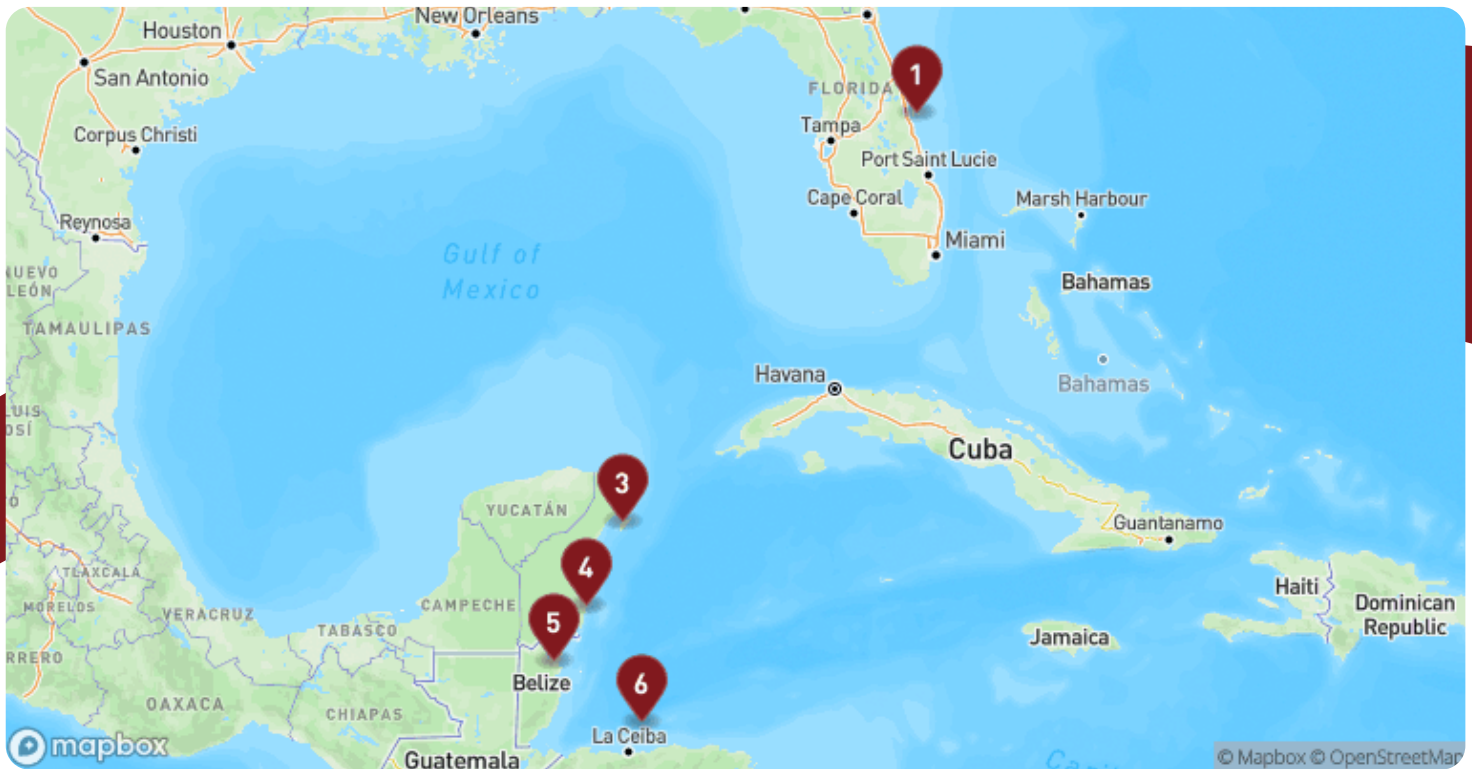 New Orleans
Houston
San Antonio
1
FLORIDA
Tampa
Corpus Christi
Port Saint Lucie
Cape Coral
Marsh Harbour
Reynosa
Miami
Gulf of
Mexico
NUEVO
LEÓN
Bahamas
TAMAULIPAS
Havana
Bahamas
LUIS
OSÍ
Cuba
3
YUCATÁN
Guantanamo
4
TLAXCALA
Haiti
MORELOS
VERACRUZ
CAMPECHE
Dominican
Republic
5
TABASCO
Jamaica
RRERO
Belize
6
OAXACA
CHIAPAS
La Ceiba
mapbox
Guatemala
© Mapbox © OpenStreetMap